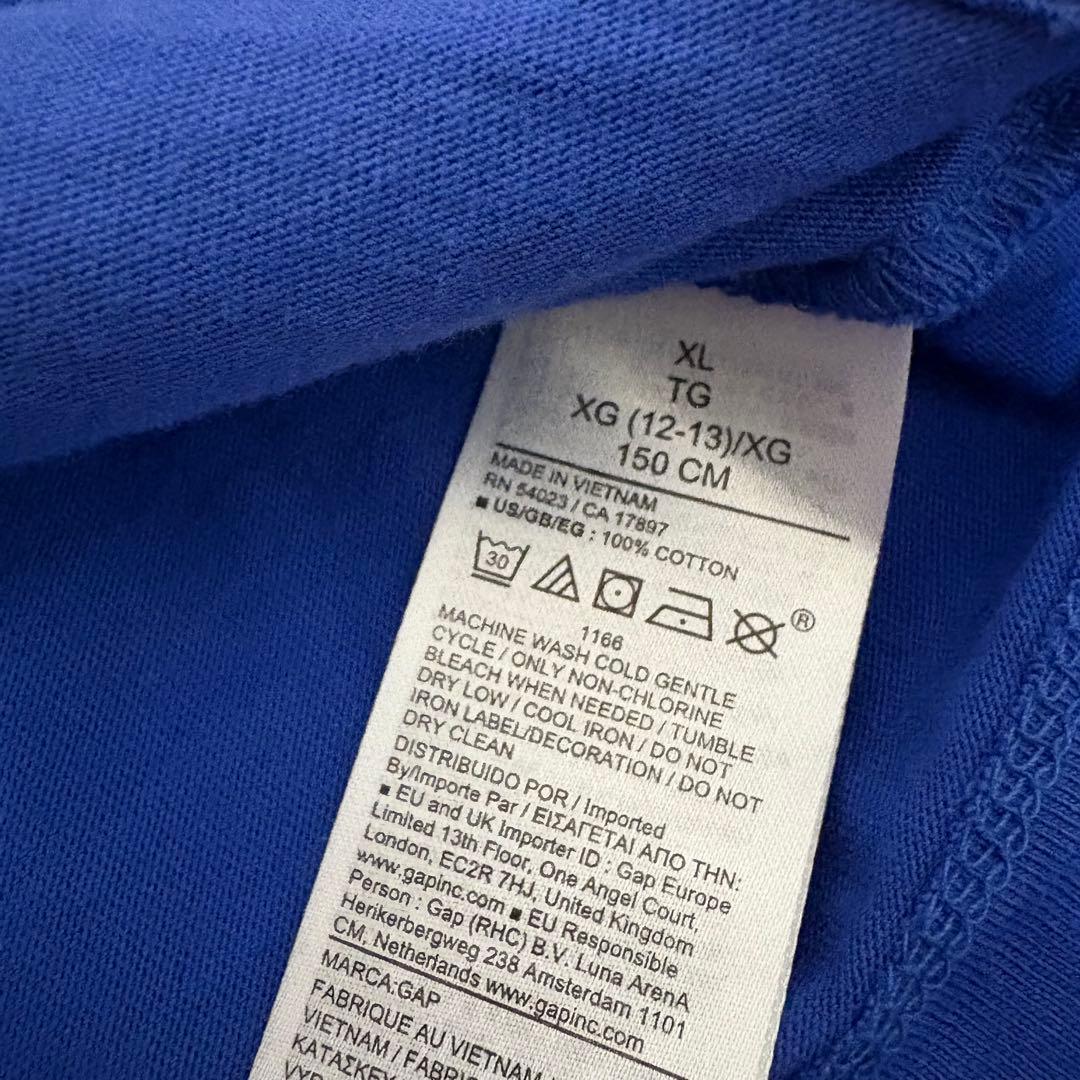 XL
TG
XG (12-13)/XG
150 CM
MADE IN VIETNAM
RN 54023 / CA 17897
■ US/GB/EG : 100% COTTON
30
®
1166
MACHINE WASH COLD GENTLE
CYCLE / ONLY NON-CHLORINE
BLEACH WHEN NEEDED / TUMBLE
DRY LOW / COOL IRON / DO NOT
IRON LABEL/DECORATION / DO NOT
DRY CLEAN
DISTRIBUIDO POR / Imported
By/Importe Par / ΕΙΣΑΓΕΤΑΙ ΑΠΟ ΤΗΝ:
■ EU and UK Importer ID : Gap Europe
Limited 13th Floor, One Angel Court,
London, EC2R 7HJ, United Kingdom
www.gapinc.com ■ EU Responsible
Person : Gap (RHC) B.V. Luna ArenA
Herikerbergweg 238 Amsterdam 1101
CM, Netherlands www.gapinc.com
MARCA:GAP
FABRIQUE AU VIETNAM
VIETNAM /